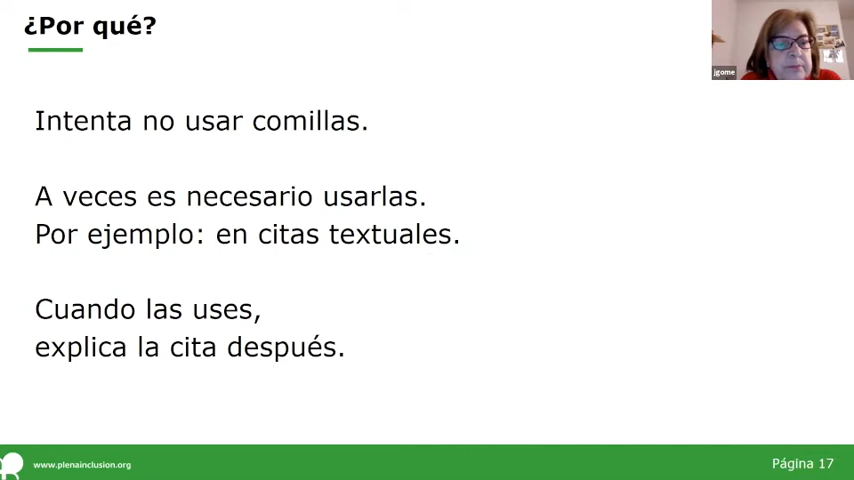 ¿Por qué?
jgome
Intenta no usar comillas.
A veces es necesario usarlas.
Por ejemplo: en citas textuales.
Cuando las uses,
explica la cita después.
www.plenainclusion.org
Página 17